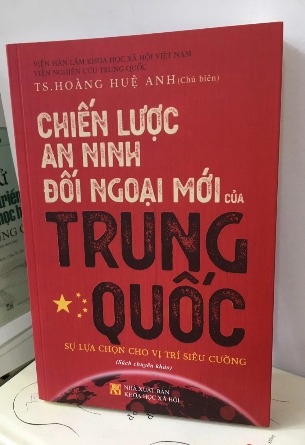 VIỆN HÀN LÂM KHOA HỌC XÃ HỘI VIỆT NAM
VIỆN NGHIÊN CỨU TRUNG QUỐC
TS.HOÀNG HUỆ ANH (Chủ biên)
CHIẾN LƯỢC
AN NINH
ĐỐI NGOẠI MỚI CỦA
TRUNG
QUỐC
SỰ LỰA CHỌN CHO VỊ TRÍ SIÊU CƯỜNG
(Sách chuyên khảo)
NHÀ XUẤT BẢN
KHOA HỌC XÃ HỘI